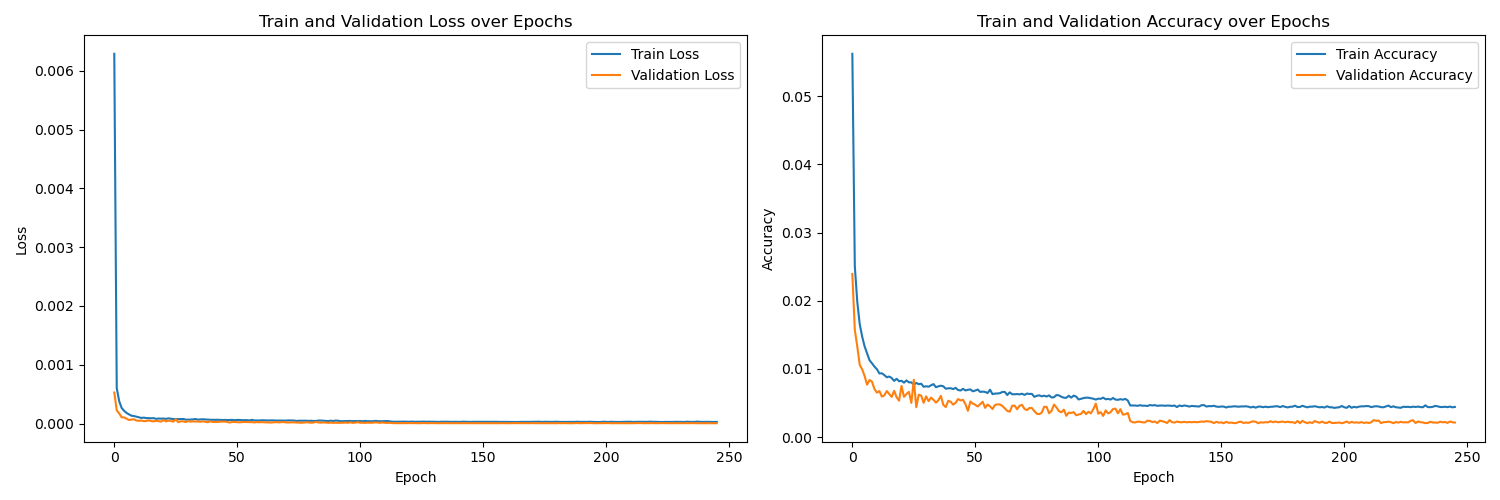 Train and Validation Loss over Epochs
Train Loss
Validation Loss
0.006
0.005
0.004
0.003
0.002
0.001
0.000
Loss
0
50
100
150
200
250
Epoch
Train and Validation Accuracy over Epochs
Train Accuracy
Validation Accuracy
0.05
0.04
0.03
0.02
0.01
0.00
Accuracy
0
50
100
150
200
250
Epoch